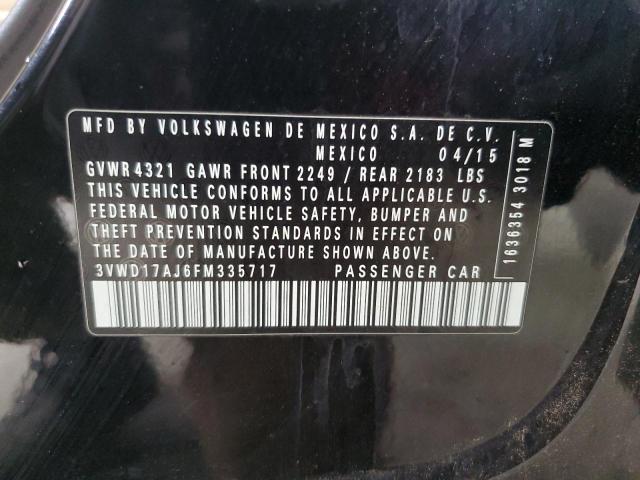 MFD BY VOLKSWAGEN DE MEXICO S.A. DE C.V.
MEXICO 04/15
GVWR 4321 GAWR FRONT 2249 / REAR 2183 LBS
THIS VEHICLE CONFORMS TO ALL APPLICABLE U.S.
FEDERAL MOTOR VEHICLE SAFETY, BUMPER AND
THEFT PREVENTION STANDARDS IN EFFECT ON
THE DATE OF MANUFACTURE SHOWN ABOVE.
3VWD17AJ6FM335717 PASSENGER CAR
1636354 3018 M